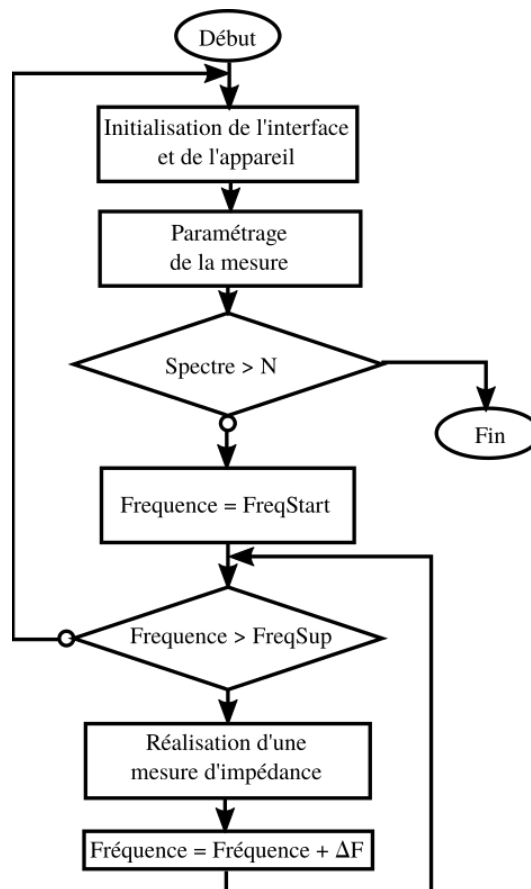 Début
Initialisation de l'interface
et de l'appareil
Paramétrage
de la mesure
Spectre > N
Fin
Frequence = FreqStart
Frequence > FreqSup
Réalisation d'une
mesure d'impédance
Fréquence = Fréquence + ΔF